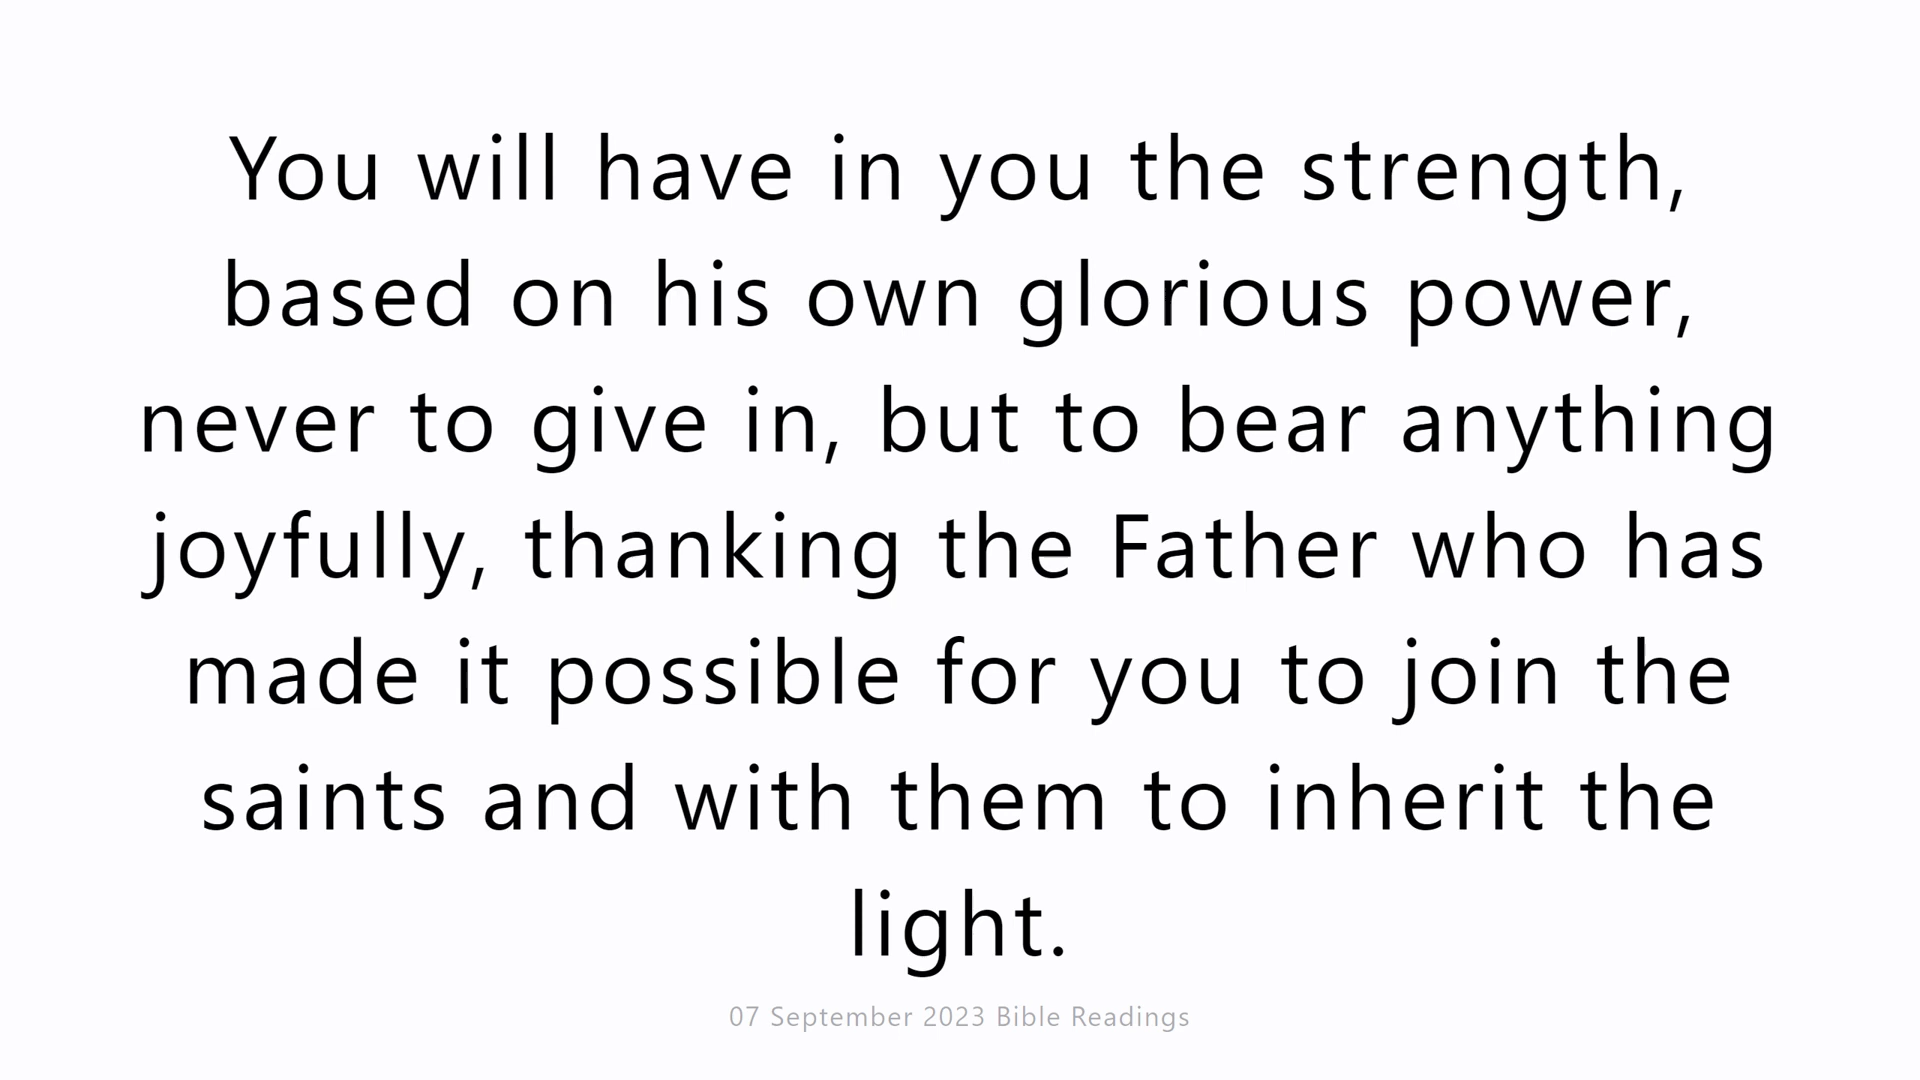 You will have in you the strength,
based on his own glorious power,
never to give in, but to bear anything
joyfully, thanking the Father who has
made it possible for you to join the
saints and with them to inherit the
light.
07 September 2023 Bible Readings